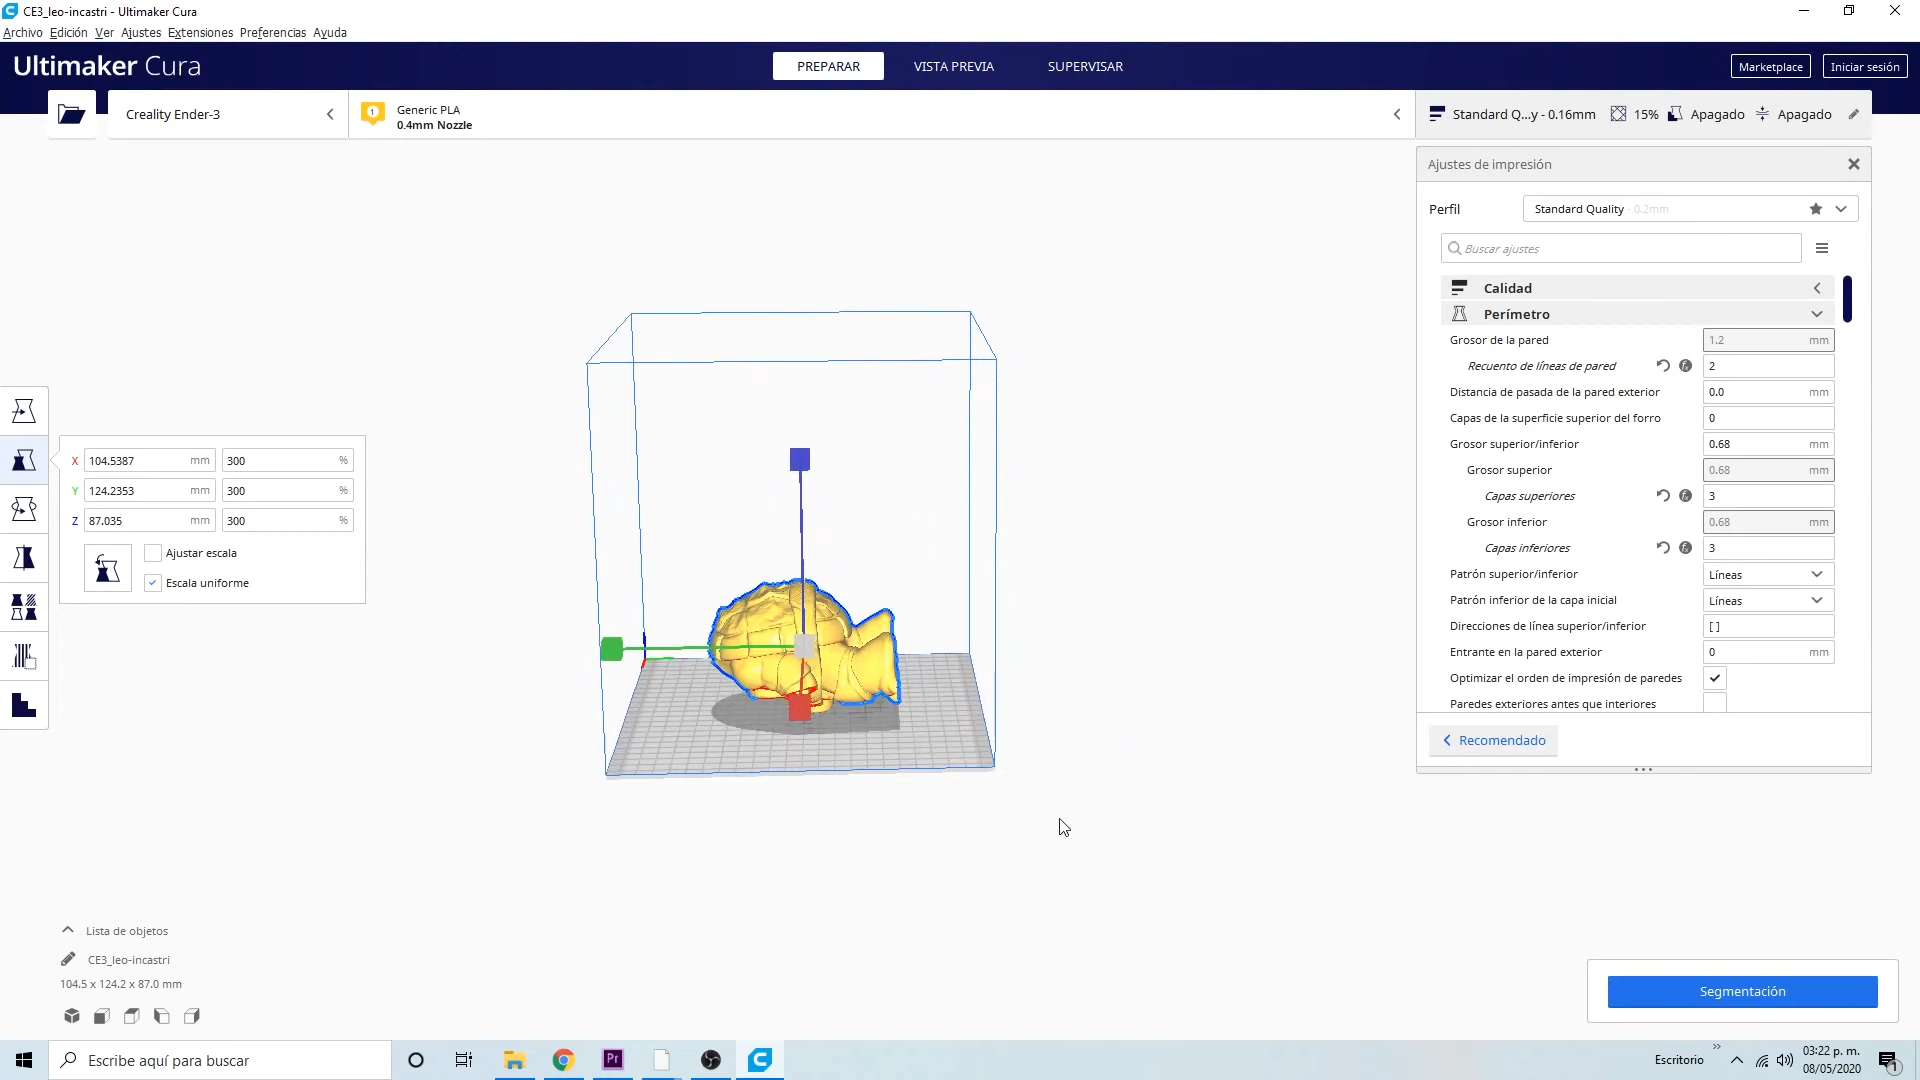 CE3_leo-incastri - Ultimaker Cura
Archivo Edición Ver Ajustes Extensiones Preferencias Ayuda
Ultimaker Cura
PREPARAR VISTA PREVIA SUPERVISAR
Marketplace Iniciar sesión
Creality Ender-3
1
Generic PLA
0.4mm Nozzle
Standard Q...y - 0.16mm 15% Apagado Apagado
Ajustes de impresión
Perfil Standard Quality - 0.2mm
Buscar ajustes
Calidad
Perímetro
Grosor de la pared 1.2 mm
Recuento de líneas de pared 2
Distancia de pasada de la pared exterior 0.0 mm
Capas de la superficie superior del forro 0
Grosor superior/inferior 0.68 mm
Grosor superior 0.68 mm
Capas superiores 3
Grosor inferior 0.68 mm
Capas inferiores 3
Patrón superior/inferior Líneas
Patrón inferior de la capa inicial Líneas
Direcciones de línea superior/inferior [ ]
Entrante en la pared exterior 0 mm
Optimizar el orden de impresión de paredes
Paredes exteriores antes que interiores
Recomendado
X 104.5387 mm 300 %
Y 124.2353 mm 300 %
Z 87.035 mm 300 %
Ajustar escala
Escala uniforme
Lista de objetos
CE3_leo-incastri
104.5 x 124.2 x 87.0 mm
Segmentación
Escribe aquí para buscar
Pr
Escritorio
»
03:22 p. m.
08/05/2020
1